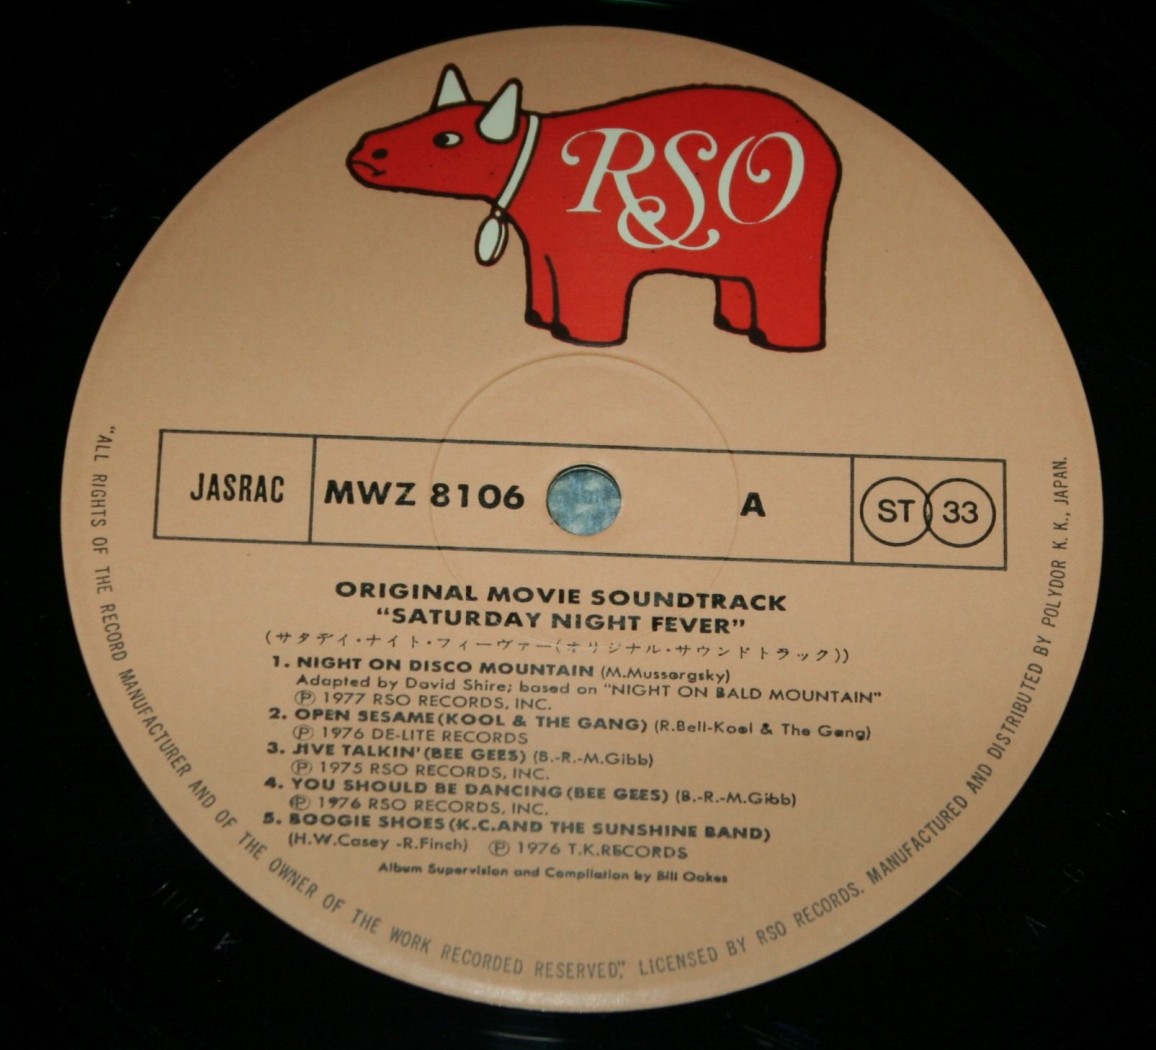 RSO
JASRAC
MWZ 8106
A
ST 33
ORIGINAL MOVIE SOUNDTRACK
“SATURDAY NIGHT FEVER”
(サタデイ・ナイト・フィーヴァー(オリジナル・サウンドトラック))
1. NIGHT ON DISCO MOUNTAIN (M.Mussorgsky)
Adapted by David Shire; based on "NIGHT ON BALD MOUNTAIN"
Ⓟ 1977 RSO RECORDS, INC.
2. OPEN SESAME(KOOL & THE GANG) (R.Bell-Kool & The Gang)
Ⓟ 1976 DE-LITE RECORDS
3. JIVE TALKIN'(BEE GEES) (B.-R.-M.Gibb)
Ⓟ 1975 RSO RECORDS, INC.
4. YOU SHOULD BE DANCING(BEE GEES) (B.-R.-M.Gibb)
Ⓟ 1976 RSO RECORDS, INC.
5. BOOGIE SHOES(K.C.AND THE SUNSHINE BAND)
(H.W.Casey -R.Finch) Ⓟ 1976 T.K.RECORDS
Album Supervision and Compilation by Bill Oakes
“ALL RIGHTS OF THE RECORD MANUFACTURER AND OF THE OWNER OF THE WORK RECORDED RESERVED”, LICENSED BY RSO RECORDS. MANUFACTURED AND DISTRIBUTED BY POLYDOR K. K., JAPAN.